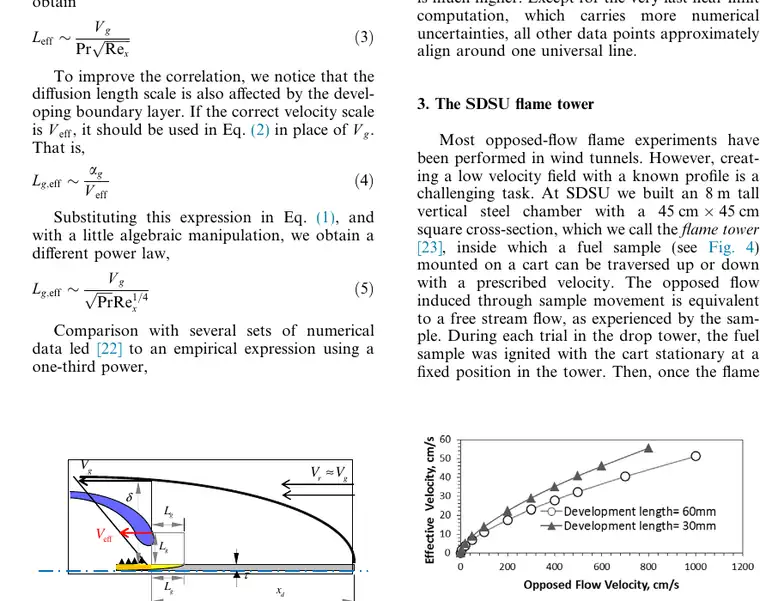 obtain
L_eff ∼ V_g / (Pr√Re_x) (3)
To improve the correlation, we notice that the
diffusion length scale is also affected by the devel-
oping boundary layer. If the correct velocity scale
is V_eff, it should be used in Eq. (2) in place of V_g.
That is,
L_g,eff ∼ α_g / V_eff (4)
Substituting this expression in Eq. (1), and
with a little algebraic manipulation, we obtain a
different power law,
L_g,eff ∼ V_g / (√Pr Re_x^1/4) (5)
Comparison with several sets of numerical
data led [22] to an empirical expression using a
one-third power,
V_g
V_r ≈ V_g
δ
L_g
V_eff
L_g
τ
L_g
x_d
computation, which carries more numerical
uncertainties, all other data points approximately
align around one universal line.
3. The SDSU flame tower
Most opposed-flow flame experiments have
been performed in wind tunnels. However, creat-
ing a low velocity field with a known profile is a
challenging task. At SDSU we built an 8 m tall
vertical steel chamber with a 45 cm × 45 cm
square cross-section, which we call the flame tower
[23], inside which a fuel sample (see Fig. 4)
mounted on a cart can be traversed up or down
with a prescribed velocity. The opposed flow
induced through sample movement is equivalent
to a free stream flow, as experienced by the sam-
ple. During each trial in the drop tower, the fuel
sample was ignited with the cart stationary at a
fixed position in the tower. Then, once the flame
Effective Velocity, cm/s
60
50
40
30
20
10
0
Development length= 60mm
Development length= 30mm
0 200 400 600 800 1000 1200
Opposed Flow Velocity, cm/s